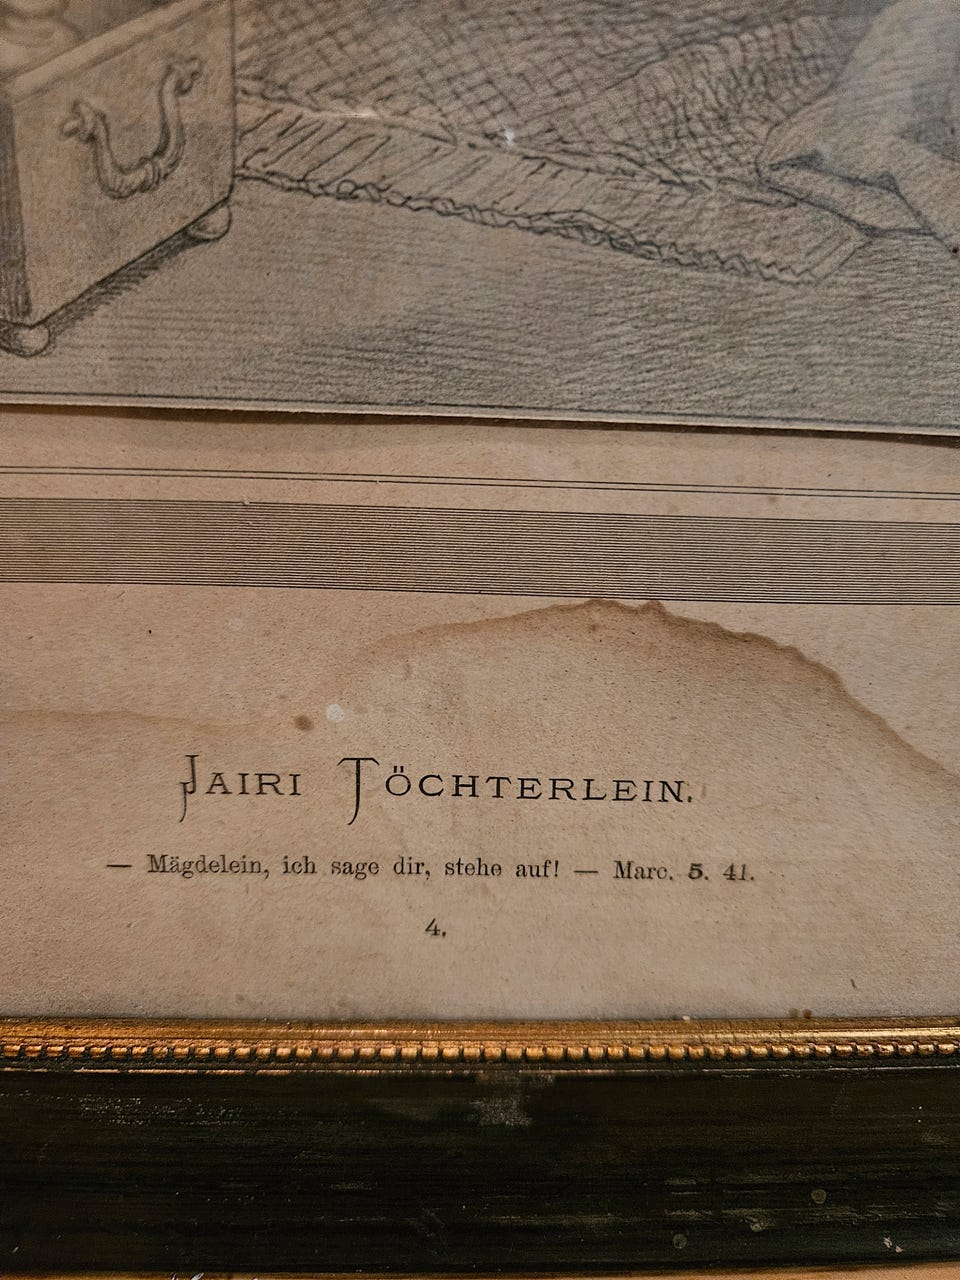 JAIRI TÖCHTERLEIN.
— Mägdelein, ich sage dir, stehe auf! — Marc. 5. 41.
4.